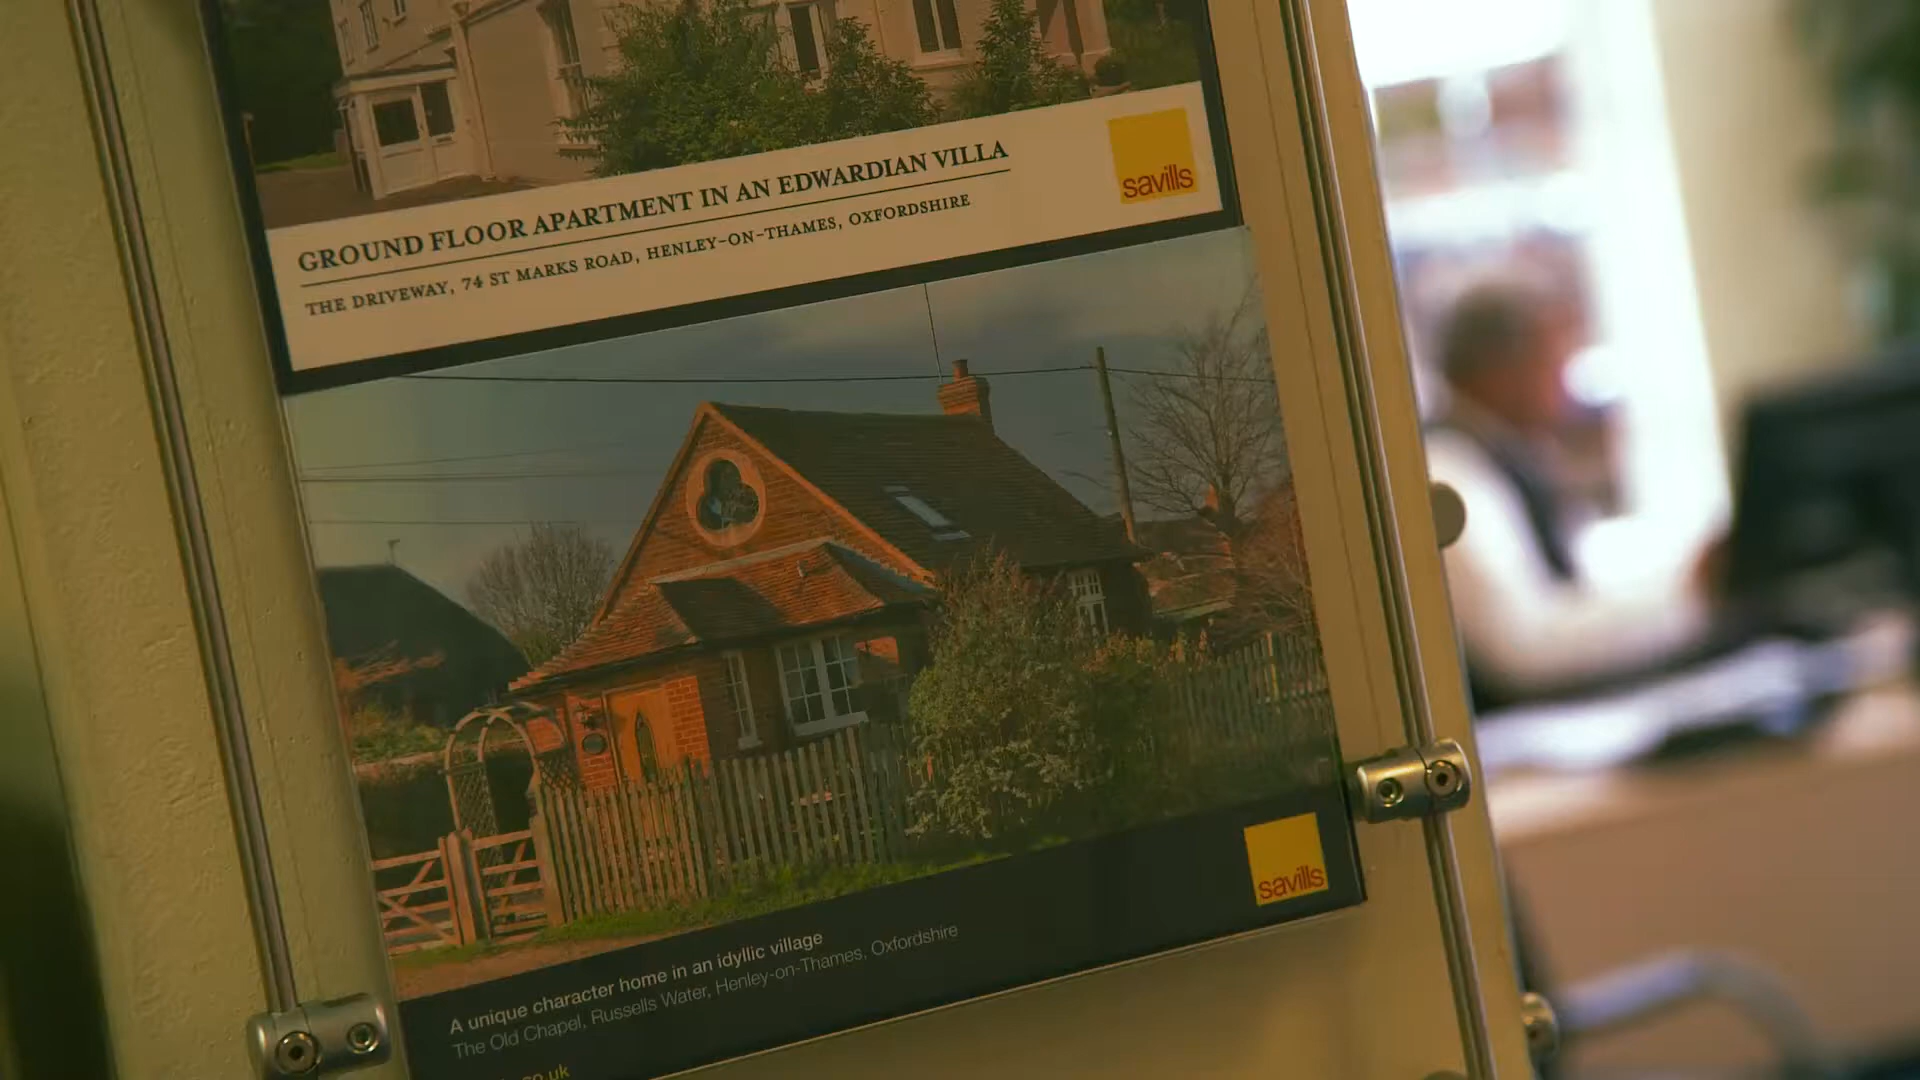 GROUND FLOOR APARTMENT IN AN EDWARDIAN VILLA
THE DRIVEWAY, 74 ST MARKS ROAD, HENLEY-ON-THAMES, OXFORDSHIRE
savills
savills
A unique character home in an idyllic village
The Old Chapel, Russells Water, Henley-on-Thames, Oxfordshire